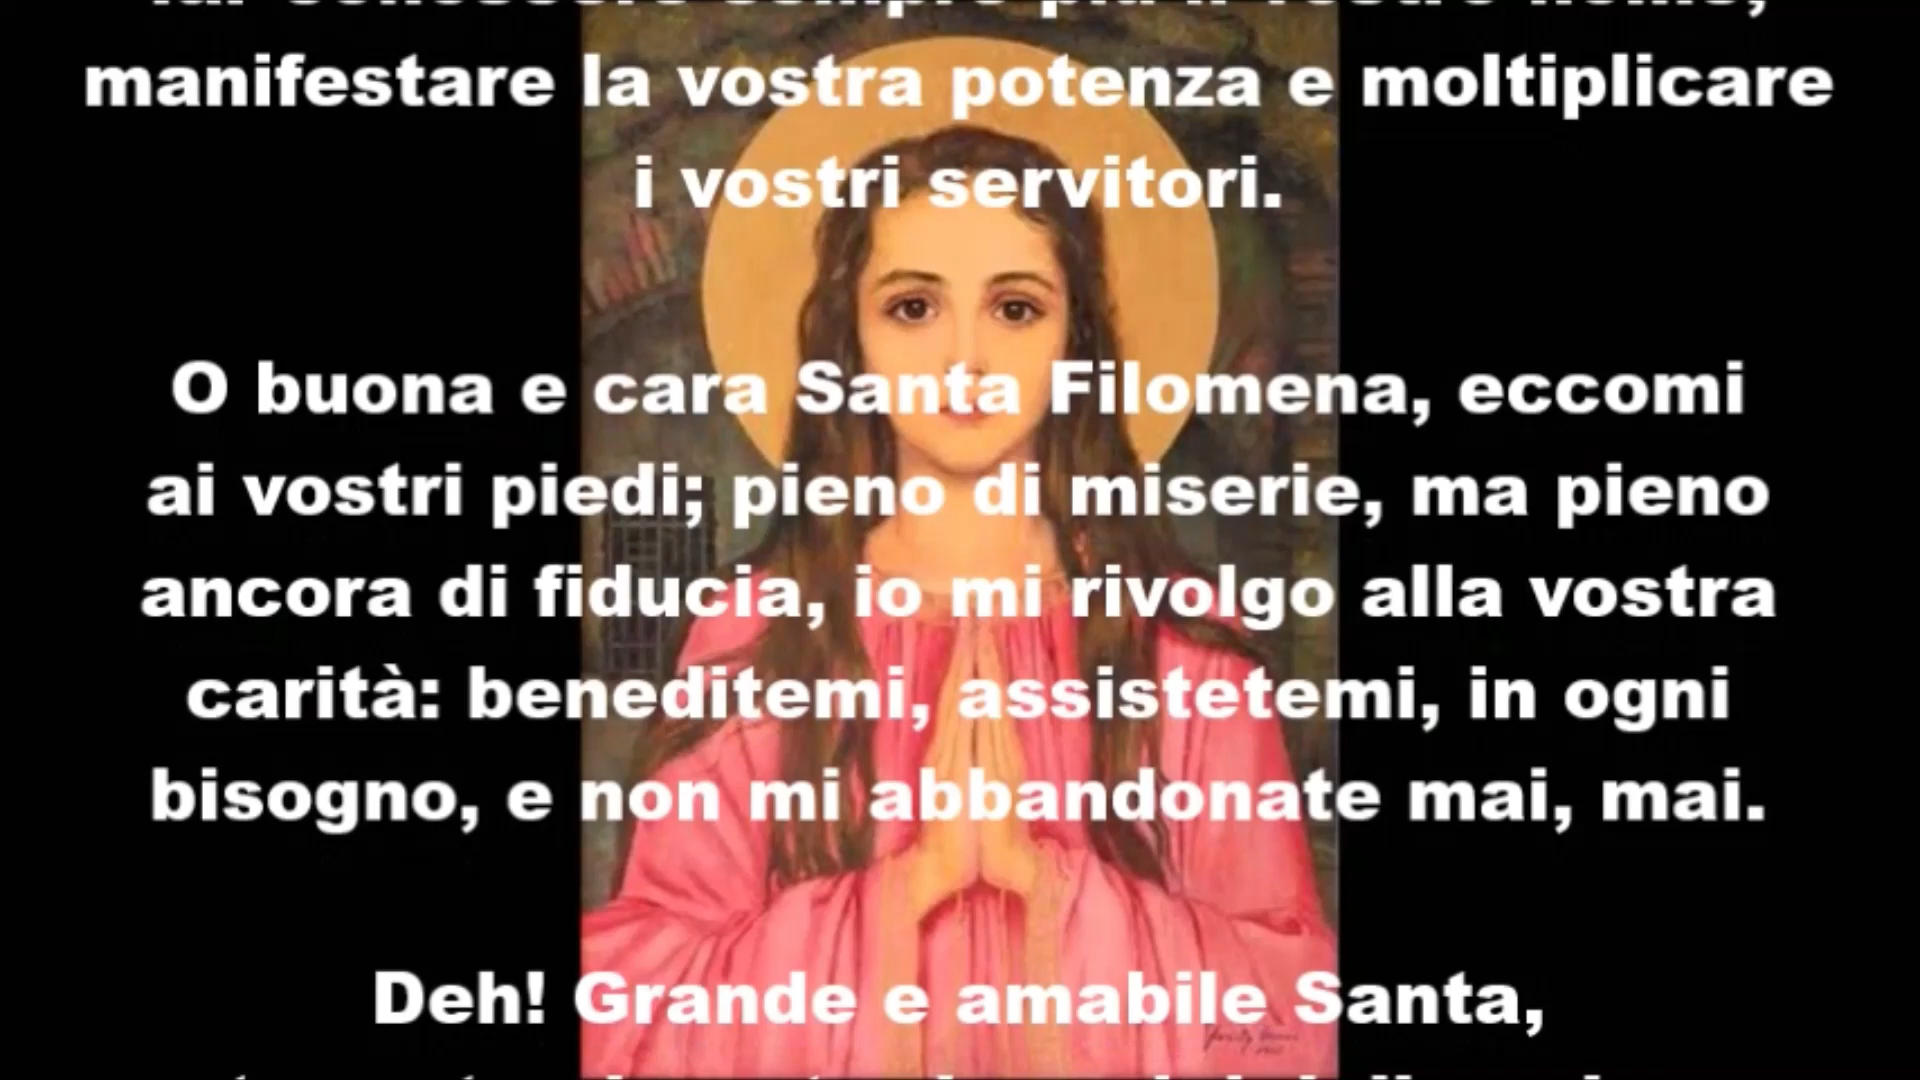 manifestare la vostra potenza e moltiplicare
i vostri servitori.
O buona e cara Santa Filomena, eccomi
ai vostri piedi; pieno di miserie, ma pieno
ancora di fiducia, io mi rivolgo alla vostra
carità: beneditemi, assistetemi, in ogni
bisogno, e non mi abbandonate mai, mai.
Deh! Grande e amabile Santa,